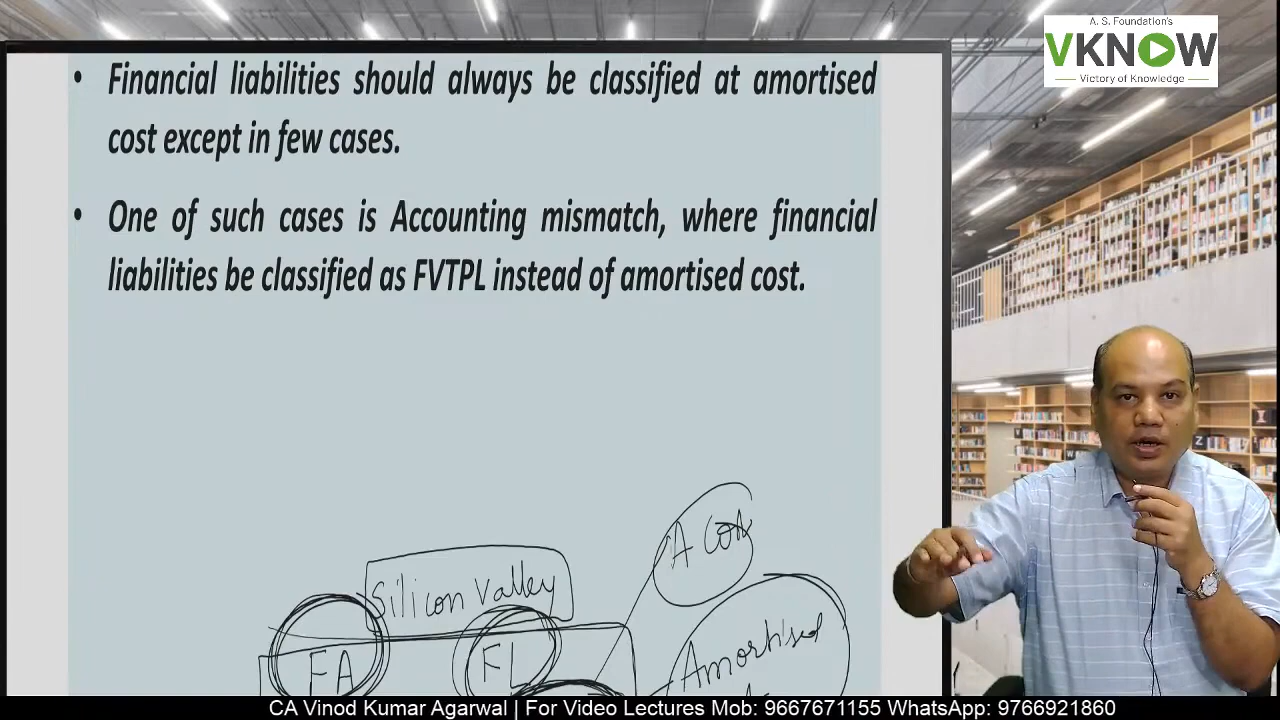 A. S. Foundation's
VKNOW
Victory of Knowledge
• Financial liabilities should always be classified at amortised
cost except in few cases.
• One of such cases is Accounting mismatch, where financial
liabilities be classified as FVTPL instead of amortised cost.
A Cost
Silicon Valley
Amortised
FA
FL
CA Vinod Kumar Agarwal | For Video Lectures Mob: 9667671155 WhatsApp: 9766921860